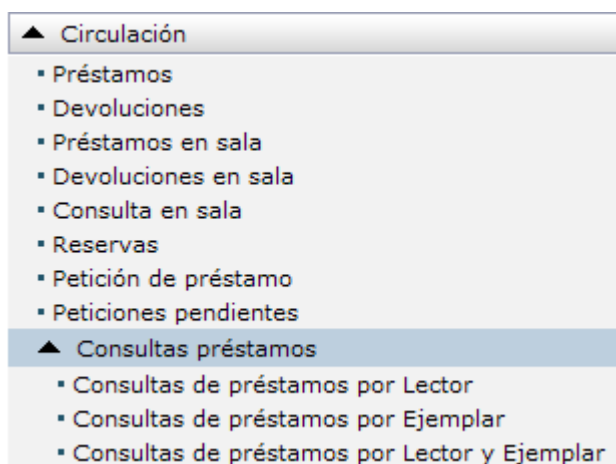 Circulación
Préstamos
Devoluciones
Préstamos en sala
Devoluciones en sala
Consulta en sala
Reservas
Petición de préstamo
Peticiones pendientes
Consultas préstamos
Consultas de préstamos por Lector
Consultas de préstamos por Ejemplar
Consultas de préstamos por Lector y Ejemplar